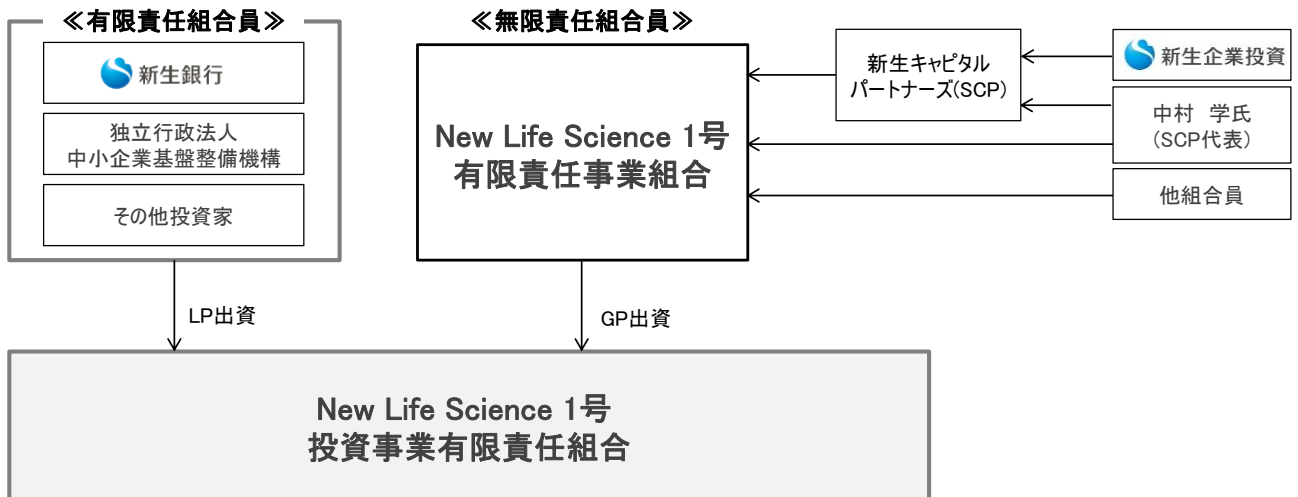 ≪有限責任組合員≫
新生銀行
独立行政法人
中小企業基盤整備機構
その他投資家
≪無限責任組合員≫
New Life Science 1号
有限責任事業組合
新生キャピタル
パートナーズ(SCP)
新生企業投資
中村 学氏
(SCP代表)
他組合員
LP出資
GP出資
New Life Science 1号
投資事業有限責任組合